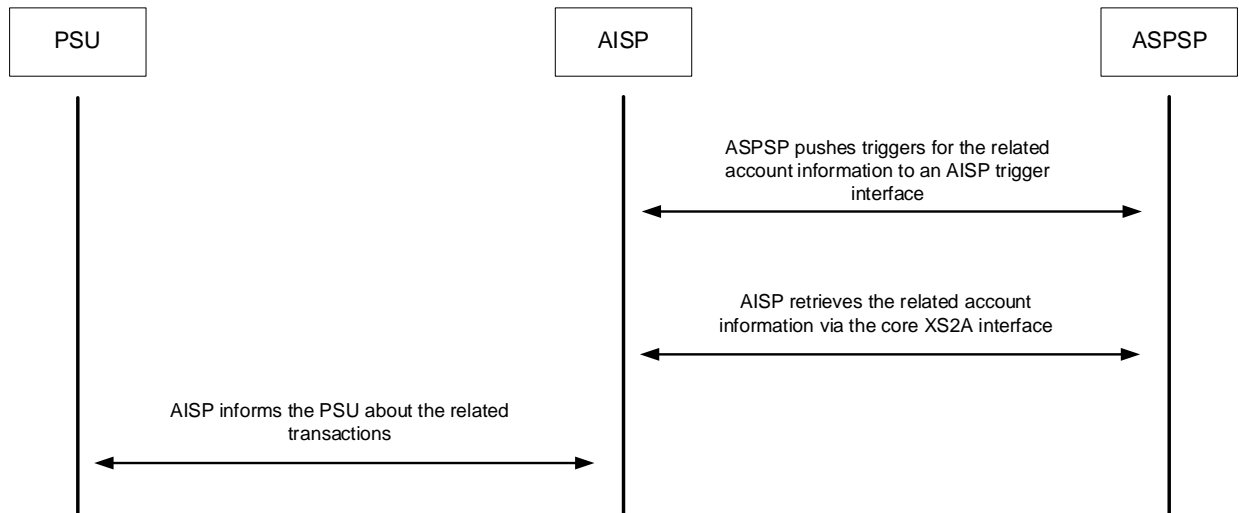 PSU
AISP
ASPSP
ASPSP pushes triggers for the related
account information to an AISP trigger
interface
AISP retrieves the related account
information via the core XS2A interface
AISP informs the PSU about the related
transactions